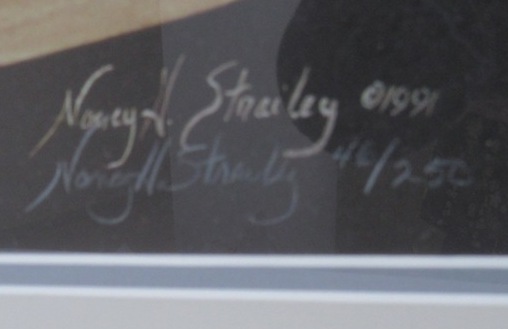 Nancy H. Strailey ©1991
Nancy H. Strailey 46/250